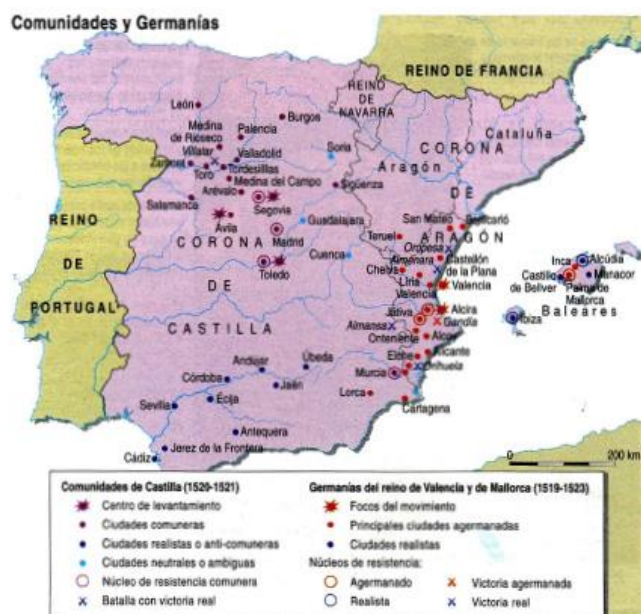 Comunidades y Germanías
REINO DE FRANCIA
REINO
DE
NAVARRA
CORONA
Cataluña
Aragón
DE
ARAGÓN
León
Burgos
Medina
de Rioseco
Palencia
Villalar
Valladolid
Soria
Zamora
Toro
Tordesillas
Medina del Campo
Sigüenza
Arévalo
Salamanca
Segovia
Ávila
Guadalajara
Madrid
CORONA
Cuenca
Toledo
DE
CASTILLA
REINO
DE
PORTUGAL
San Mateo
Benicarló
Teruel
Oropesa
Almenara
Castellón
de la Plana
Chelva
Liria
Valencia
Valencia
Játiva
Alcira
Gandía
Almansa
Onteniente
Alcoy
Alicante
Elche
Orihuela
Murcia
Lorca
Cartagena
Inca
Alcúdia
Castillo
de Bellver
Manacor
Palma de
Mallorca
Baleares
Ibiza
Andujar
Úbeda
Córdoba
Jaén
Sevilla
Écija
Antequera
Jerez de la Frontera
Cádiz
0
200 km
Comunidades de Castilla (1520-1521)
Centro de levantamiento
Ciudades comuneras
Ciudades realistas o anti-comuneras
Ciudades neutrales o ambiguas
Núcleo de resistencia comunera
Batalla con victoria real
Germanías del reino de Valencia y de Mallorca (1519-1523)
Focos del movimiento
Principales ciudades agermanadas
Ciudades realistas
Núcleos de resistencia:
Agermanado
Victoria agermanada
Realista
Victoria real